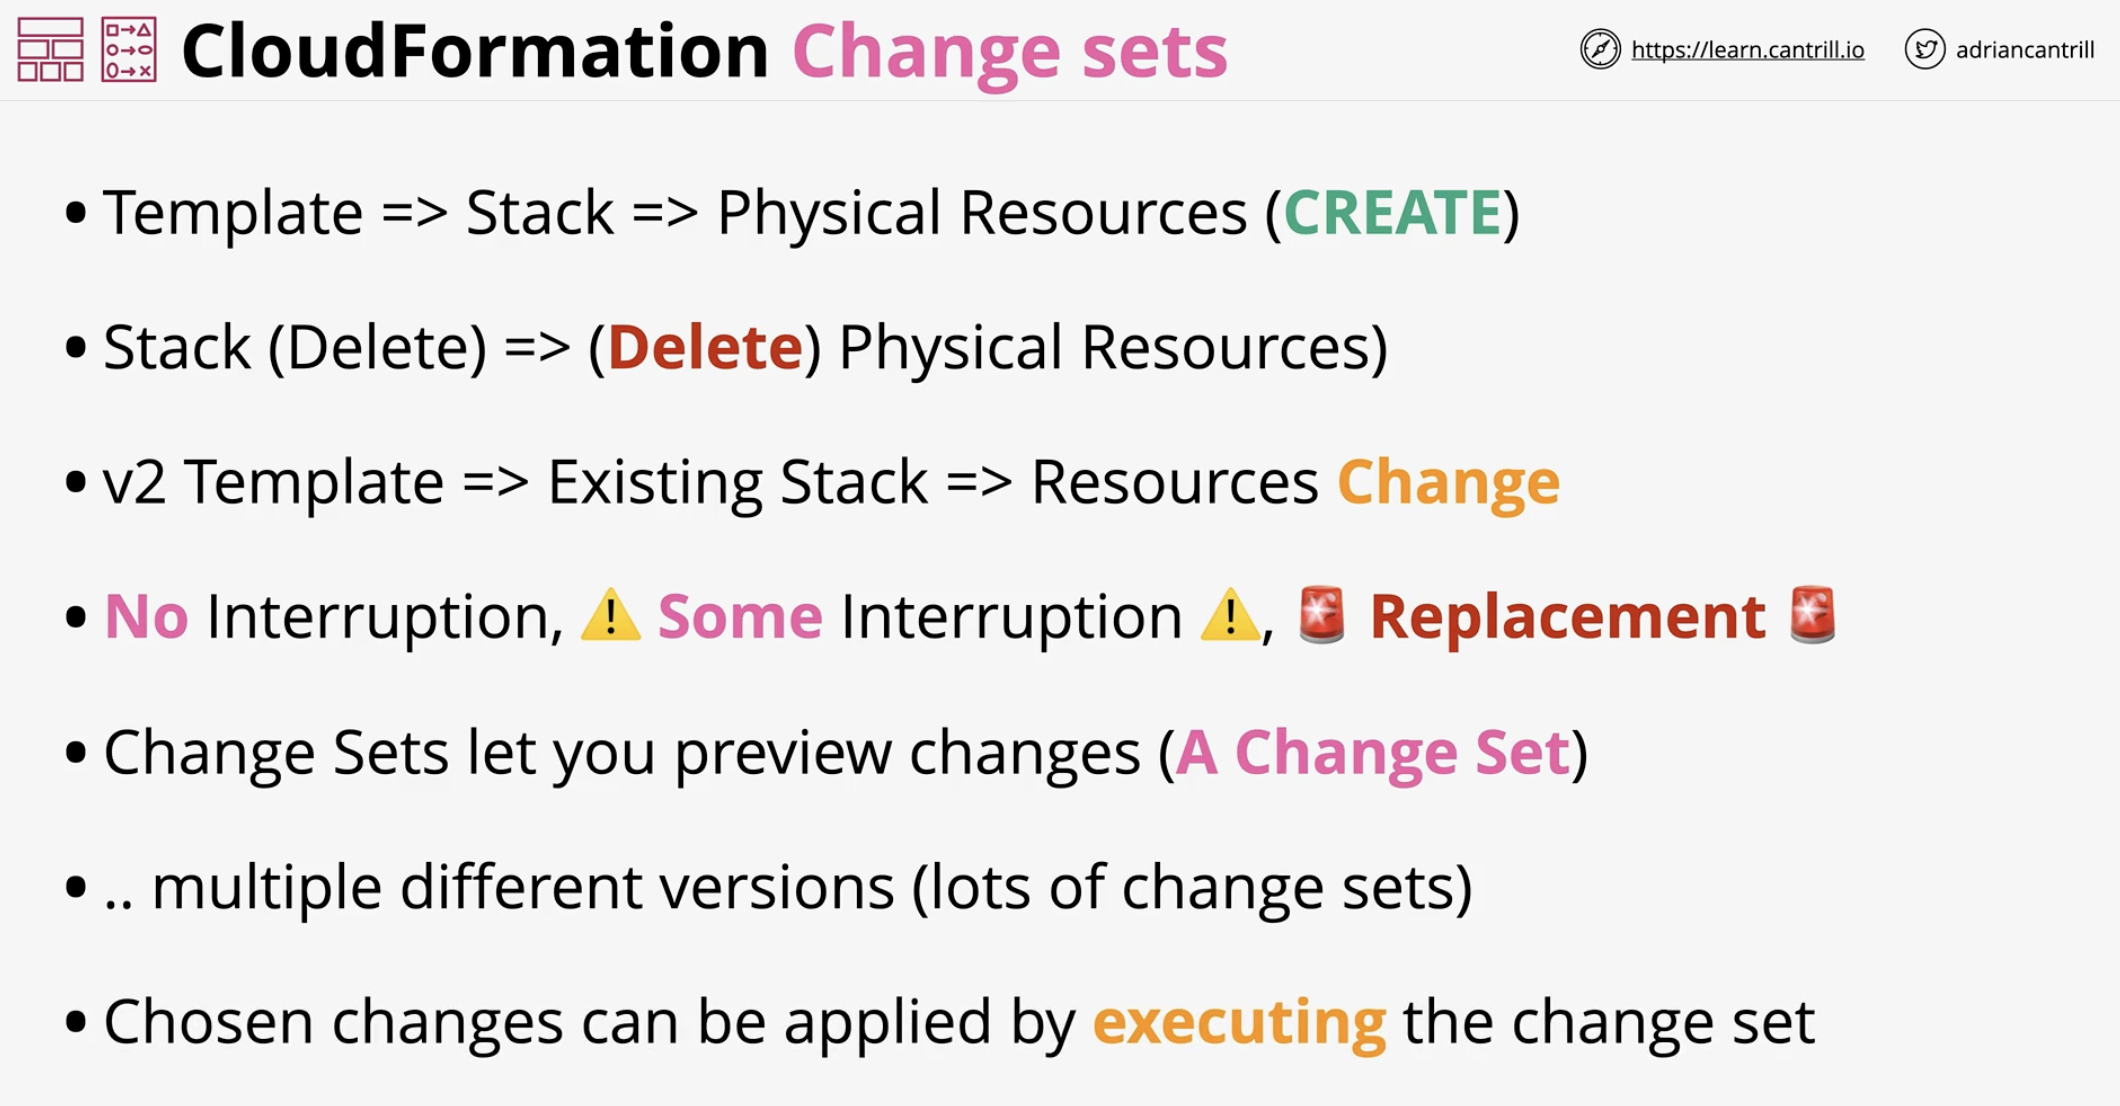 CloudFormation Change sets
https://learn.cantrill.io
adriancantrill
• Template => Stack => Physical Resources (CREATE)
• Stack (Delete) => (Delete) Physical Resources)
• v2 Template => Existing Stack => Resources Change
• No Interruption, ⚠️ Some Interruption ⚠️, 🚨 Replacement 🚨
• Change Sets let you preview changes (A Change Set)
• .. multiple different versions (lots of change sets)
• Chosen changes can be applied by executing the change set